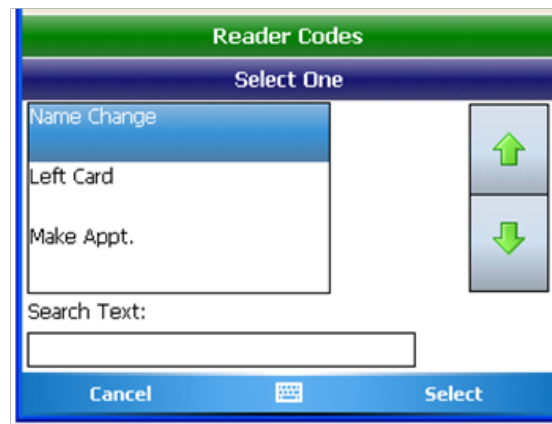 Reader Codes
Select One
Name Change
Left Card
Make Appt.
Search Text:
Cancel
Select